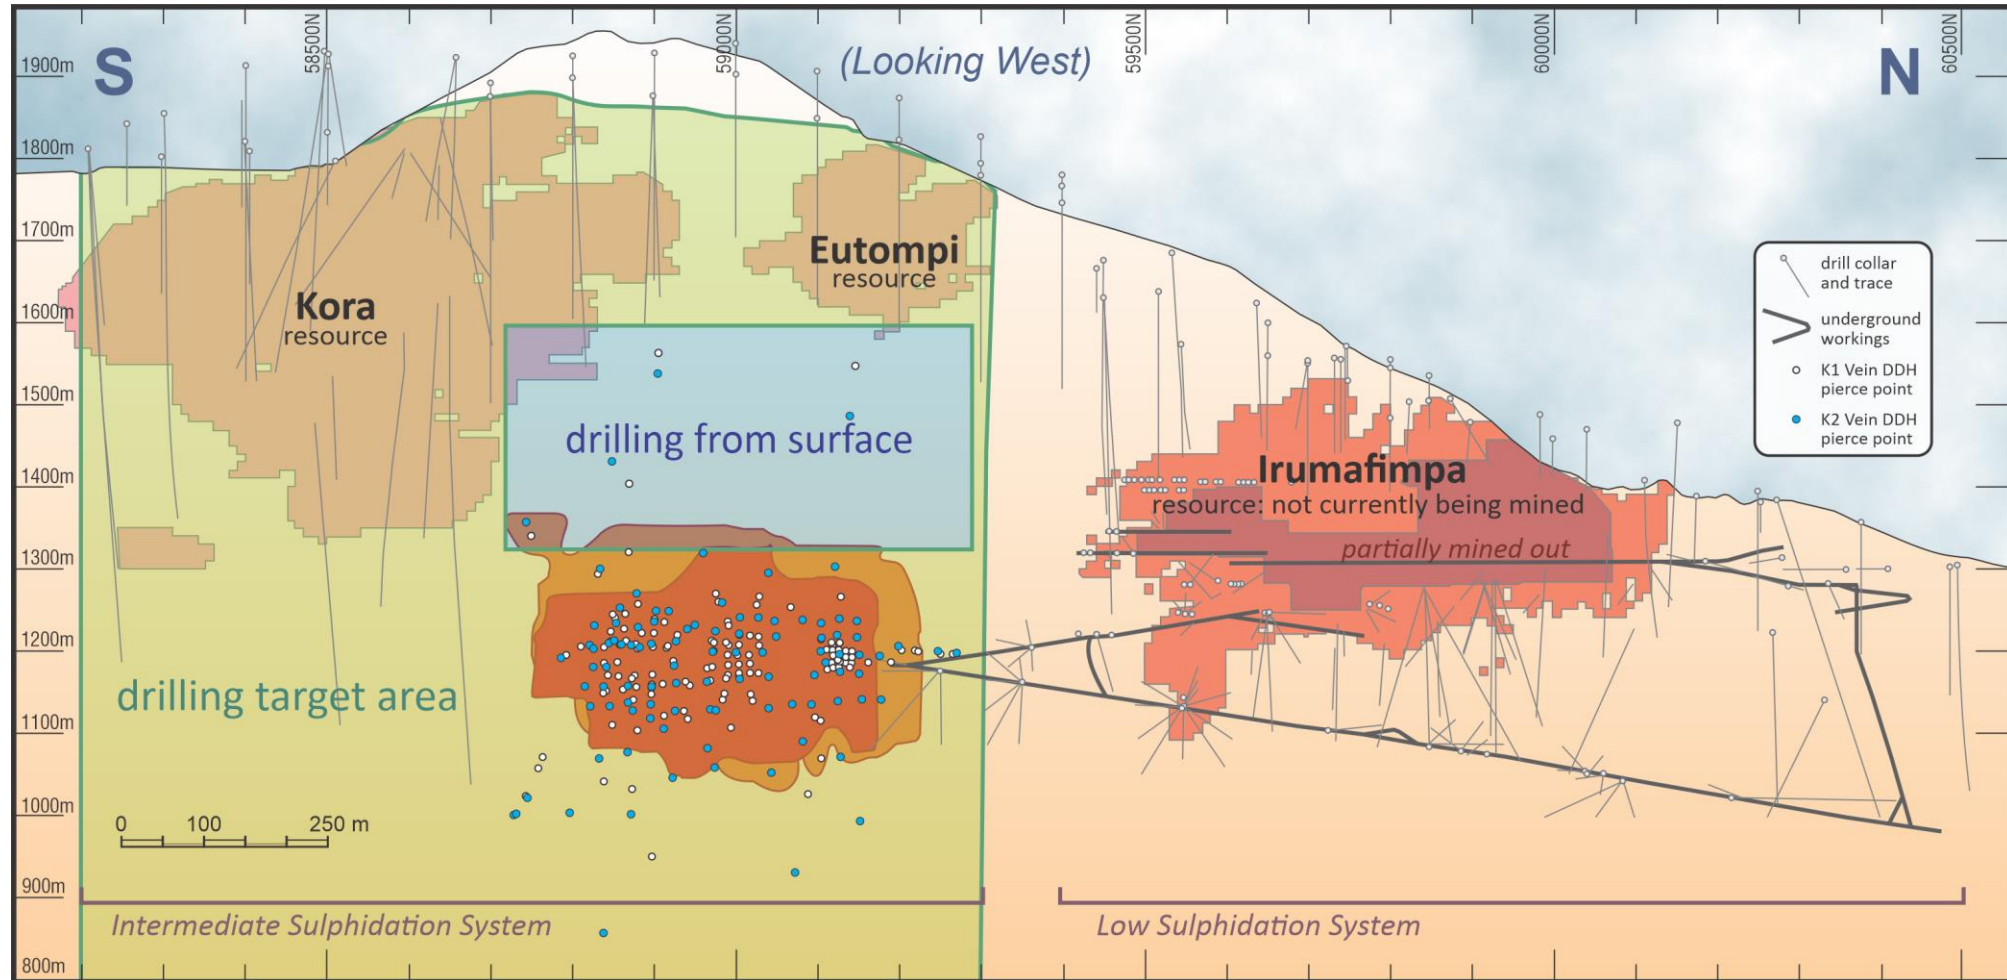 58500N
59000N
59500N
60000N
60500N
S
(Looking West)
N
1900m
1800m
1700m
1600m
1500m
1400m
1300m
1200m
1100m
1000m
900m
800m
Kora
resource
Eutompi
resource
drilling from surface
drilling target area
Irumafimpa
resource: not currently being mined
partially mined out
drill collar
and trace
underground
workings
K1 Vein DDH
pierce point
K2 Vein DDH
pierce point
0 100 250 m
Intermediate Sulphidation System
Low Sulphidation System